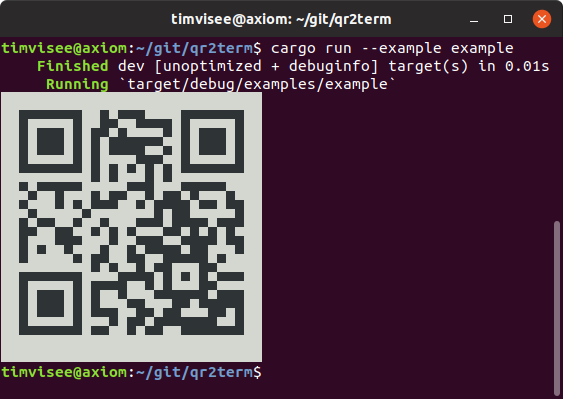 timvisee@axiom: ~/git/qr2term
timvisee@axiom:~/git/qr2term$ cargo run --example example
Finished dev [unoptimized + debuginfo] target(s) in 0.01s
Running `target/debug/examples/example`
timvisee@axiom:~/git/qr2term$